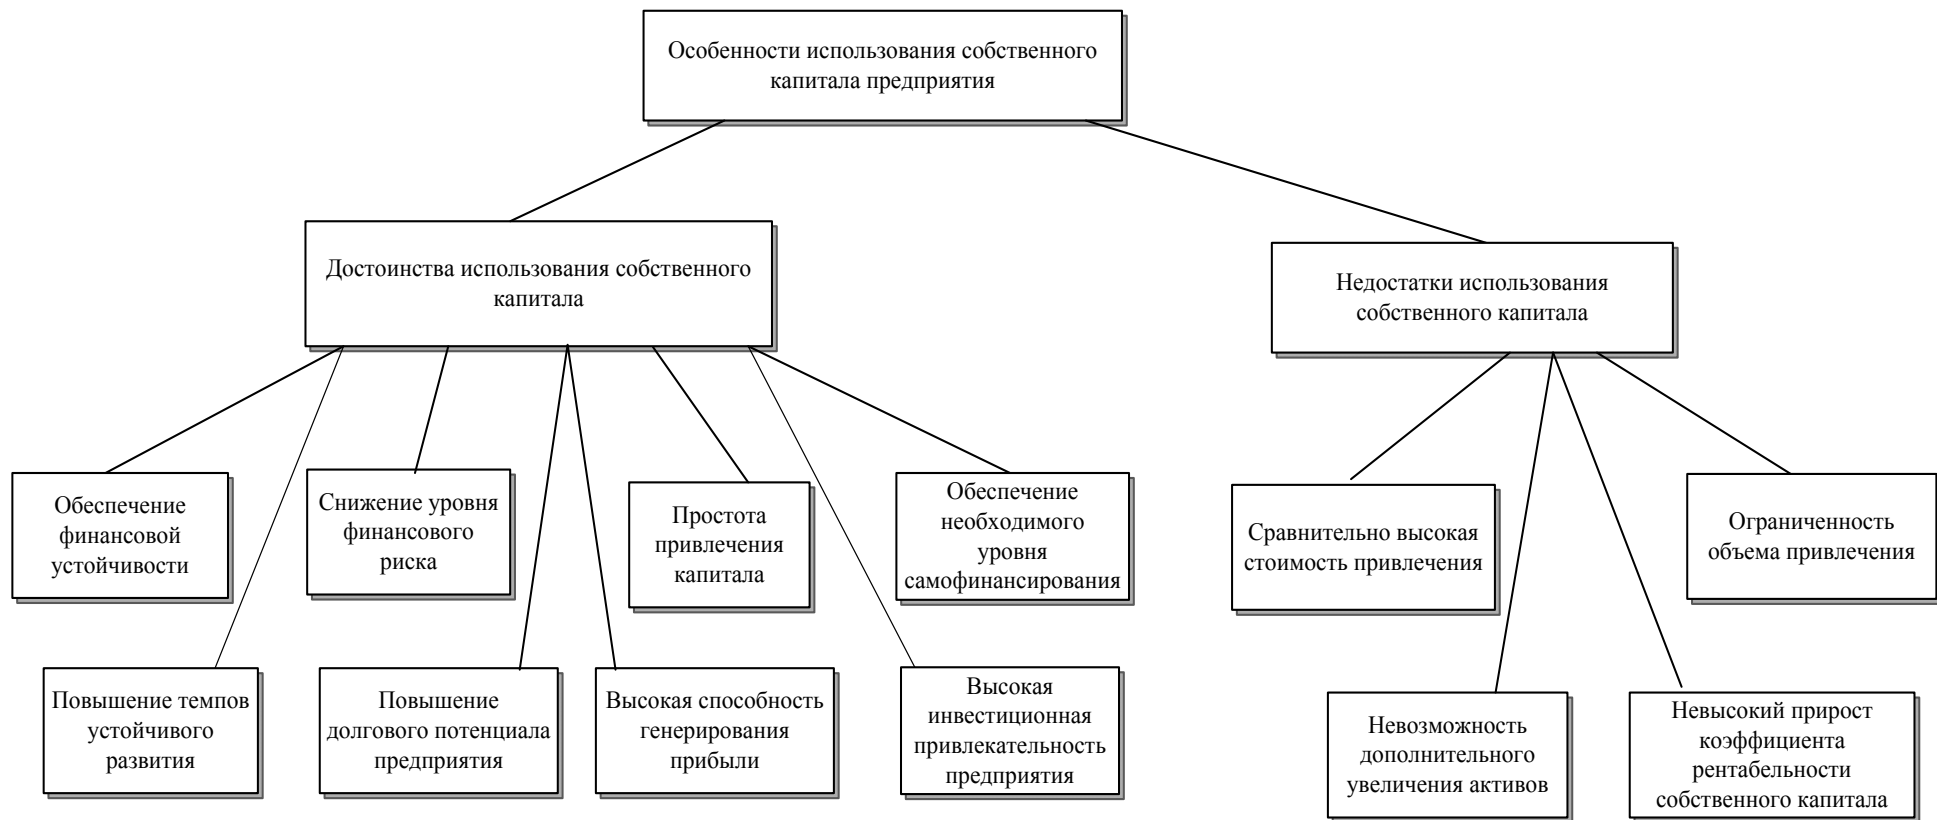 Особенности использования собственного
капитала предприятия
Достоинства использования собственного
капитала
Недостатки использования
собственного капитала
Обеспечение
финансовой
устойчивости
Снижение уровня
финансового
риска
Простота
привлечения
капитала
Обеспечение
необходимого
уровня
самофинансирования
Сравнительно высокая
стоимость привлечения
Ограниченность
объема привлечения
Повышение темпов
устойчивого
развития
Повышение
долгового потенциала
предприятия
Высокая способность
генерирования
прибыли
Высокая
инвестиционная
привлекательность
предприятия
Невозможность
дополнительного
увеличения активов
Невысокий прирост
коэффициента
рентабельности
собственного капитала